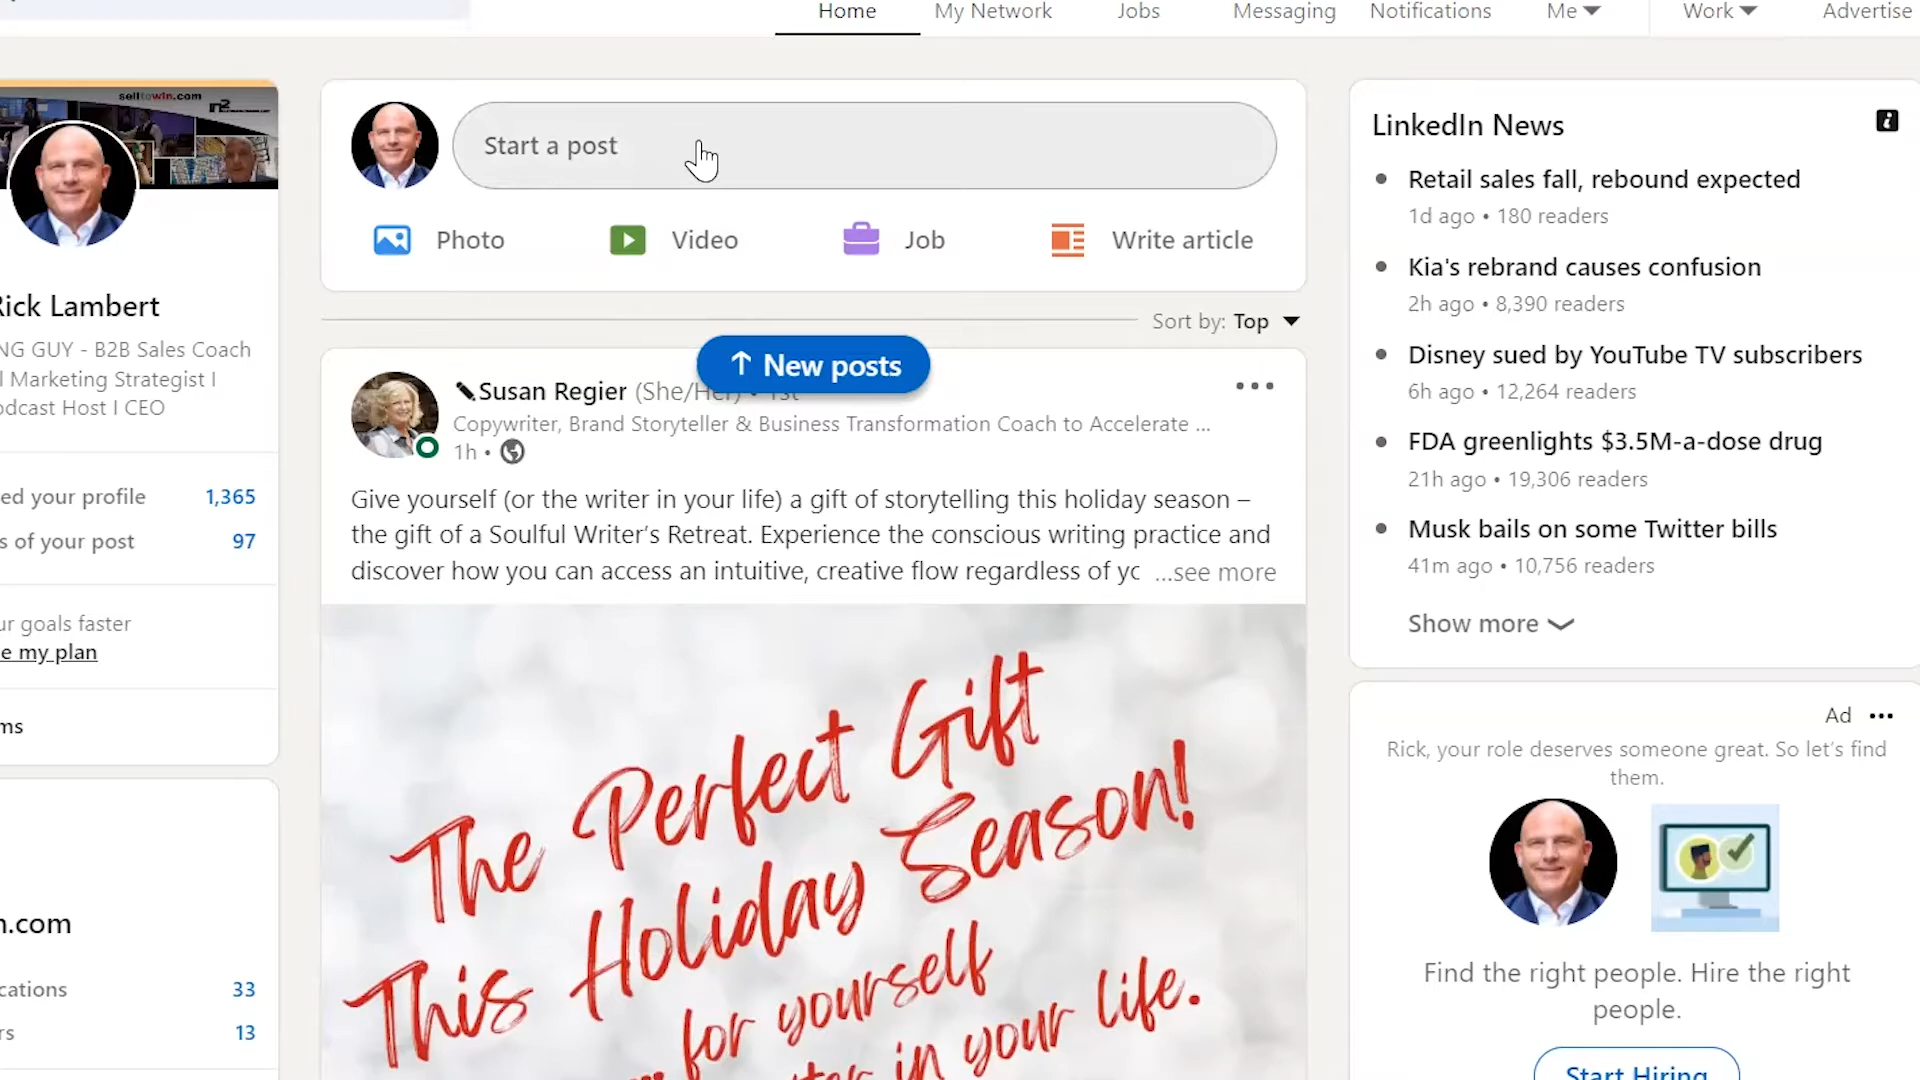 Home
My Network
Jobs
Messaging
Notifications
Me
Work
Advertise
selltowin.com
in2
Rick Lambert
NG GUY - B2B Sales Coach
l Marketing Strategist I
odcast Host I CEO
ed your profile 1,365
s of your post 97
ur goals faster
e my plan
ms
n.com
cations 33
rs 13
Start a post
Photo
Video
Job
Write article
Sort by: Top
New posts
Susan Regier (She/Her) • 1st
Copywriter, Brand Storyteller & Business Transformation Coach to Accelerate ...
1h •
Give yourself (or the writer in your life) a gift of storytelling this holiday season –
the gift of a Soulful Writer’s Retreat. Experience the conscious writing practice and
discover how you can access an intuitive, creative flow regardless of yc ...see more
The Perfect Gift
This Holiday Season!
for yourself
in your life.
LinkedIn News
Retail sales fall, rebound expected
1d ago • 180 readers
Kia's rebrand causes confusion
2h ago • 8,390 readers
Disney sued by YouTube TV subscribers
6h ago • 12,264 readers
FDA greenlights $3.5M-a-dose drug
21h ago • 19,306 readers
Musk bails on some Twitter bills
41m ago • 10,756 readers
Show more
Ad
Rick, your role deserves someone great. So let’s find
them.
Find the right people. Hire the right
people.
Start Hiring